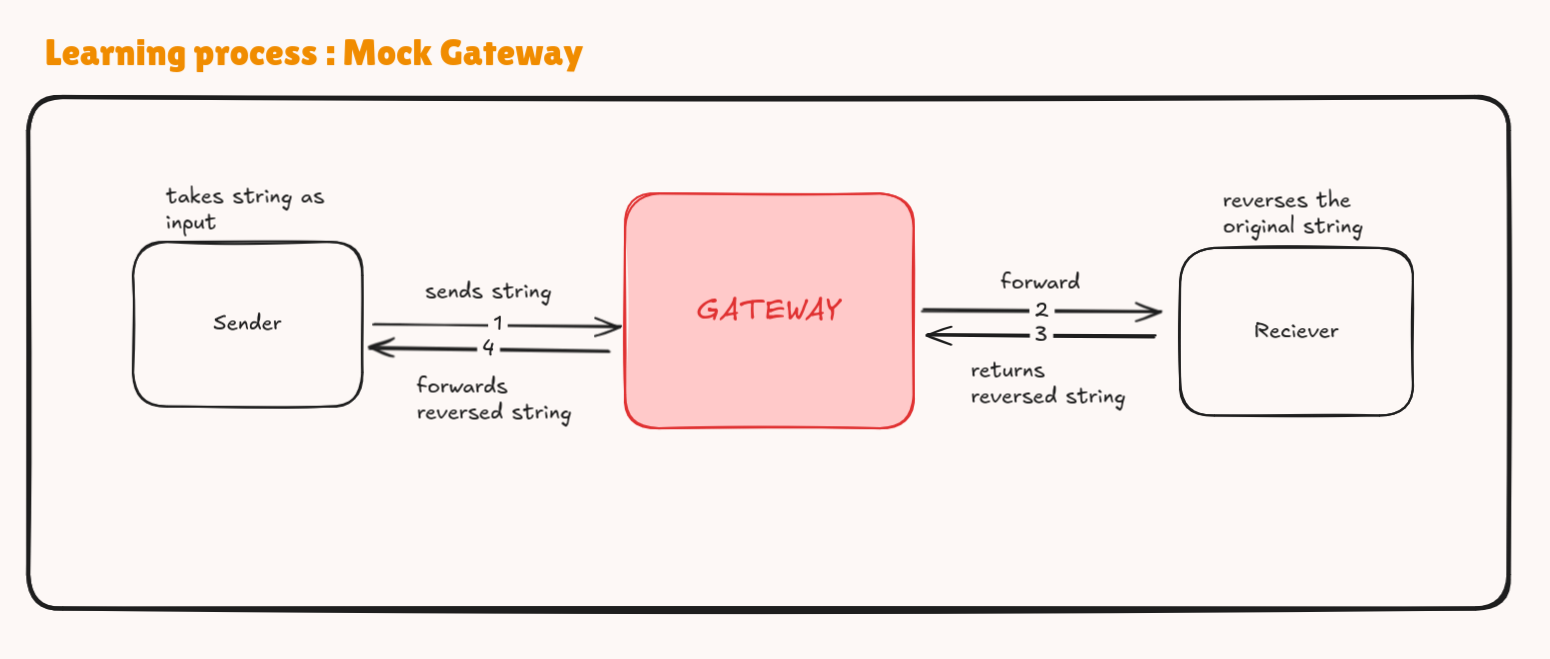 Learning process : Mock Gateway
takes string as
input
Sender
sends string
1
4
forwards
reversed string
GATEWAY
forward
2
3
returns
reversed string
reverses the
original string
Reciever